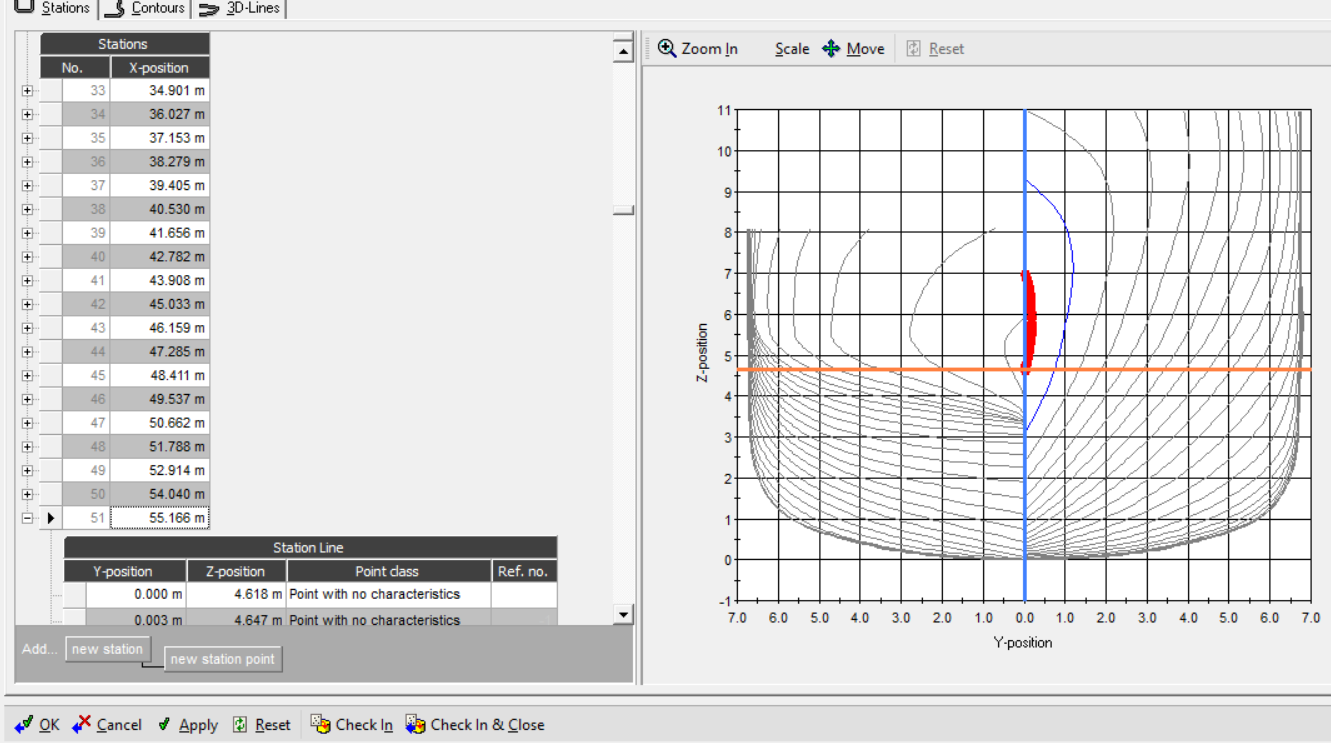 Stations Contours 3D-Lines
Stations
No. X-position
33 34.901 m
34 36.027 m
35 37.153 m
36 38.279 m
37 39.405 m
38 40.530 m
39 41.656 m
40 42.782 m
41 43.908 m
42 45.033 m
43 46.159 m
44 47.285 m
45 48.411 m
46 49.537 m
47 50.662 m
48 51.788 m
49 52.914 m
50 54.040 m
51 55.166 m
Station Line
Y-position Z-position Point class Ref. no.
0.000 m 4.618 m Point with no characteristics
0.003 m 4.647 m Point with no characteristics
Add... new station
new station point
Zoom In Scale Move Reset
11
10
9
8
7
6
5
4
3
2
1
0
-1
Z-position
7.0 6.0 5.0 4.0 3.0 2.0 1.0 0.0 1.0 2.0 3.0 4.0 5.0 6.0 7.0
Y-position
OK Cancel Apply Reset Check In Check In & Close